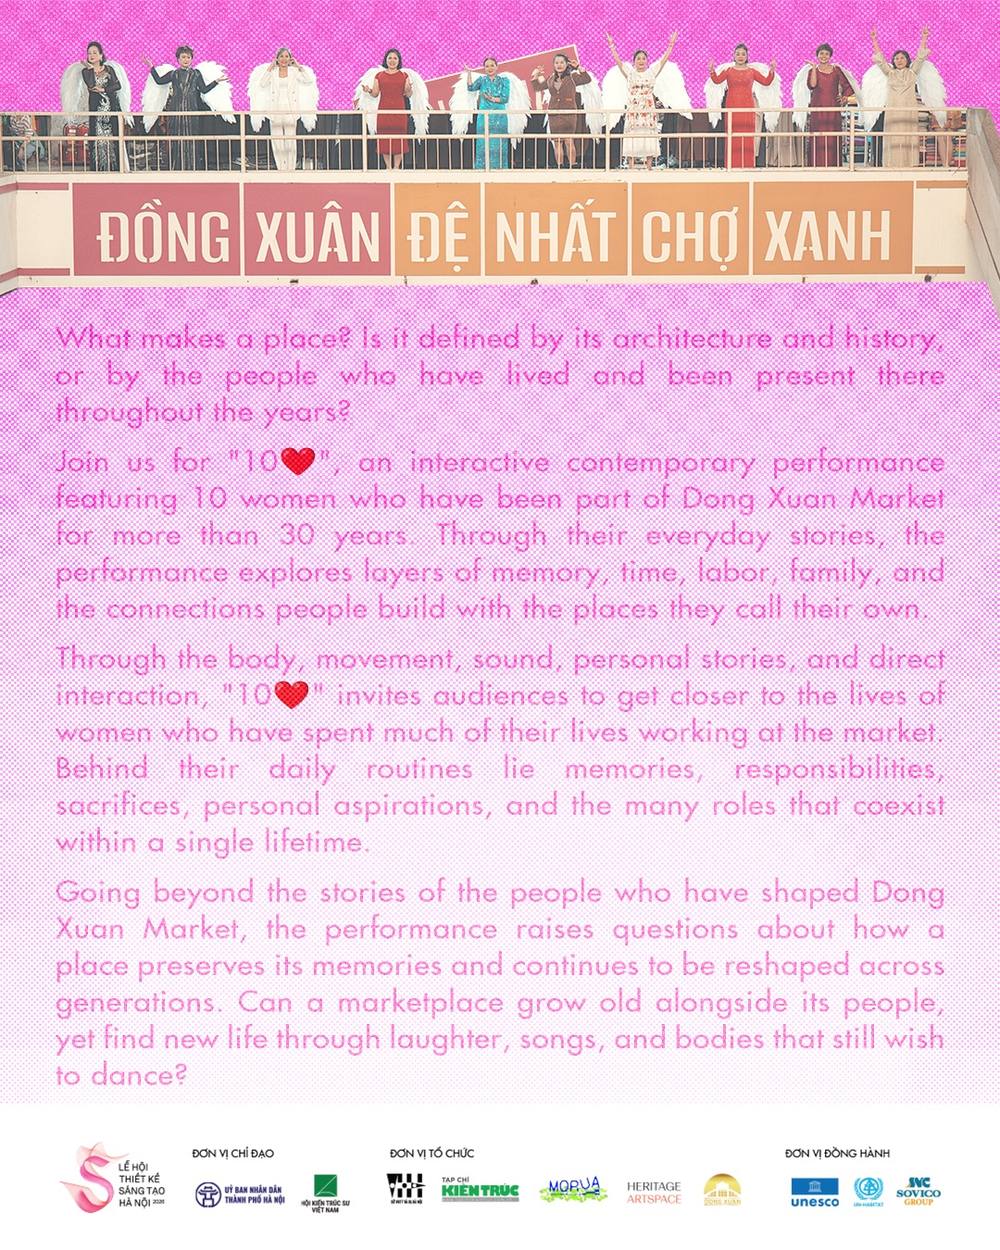 ĐỒNG XUÂN ĐỆ NHẤT CHỢ XANH
What makes a place? Is it defined by its architecture and history,
or by the people who have lived and been present there
throughout the years?
Join us for "10❤️", an interactive contemporary performance
featuring 10 women who have been part of Dong Xuan Market
for more than 30 years. Through their everyday stories, the
performance explores layers of memory, time, labor, family, and
the connections people build with the places they call their own.
Through the body, movement, sound, personal stories, and direct
interaction, "10❤️" invites audiences to get closer to the lives of
women who have spent much of their lives working at the market.
Behind their daily routines lie memories, responsibilities,
sacrifices, personal aspirations, and the many roles that coexist
within a single lifetime.
Going beyond the stories of the people who have shaped Dong
Xuan Market, the performance raises questions about how a
place preserves its memories and continues to be reshaped across
generations. Can a marketplace grow old alongside its people,
yet find new life through laughter, songs, and bodies that still wish
to dance?
LỄ HỘI
THIẾT KẾ
SÁNG TẠO
HÀ NỘI 2026
ĐƠN VỊ CHỈ ĐẠO
ỦY BAN NHÂN DÂN
THÀNH PHỐ HÀ NỘI
HỘI KIẾN TRÚC SƯ
VIỆT NAM
ĐƠN VỊ TỔ CHỨC
TẠP CHÍ
KIẾN TRÚC
MORUA
HERITAGE
ARTSPACE
ĐỒNG XUÂN
ĐƠN VỊ ĐỒNG HÀNH
unesco
UN-HABITAT
SVC
SOVICO
GROUP